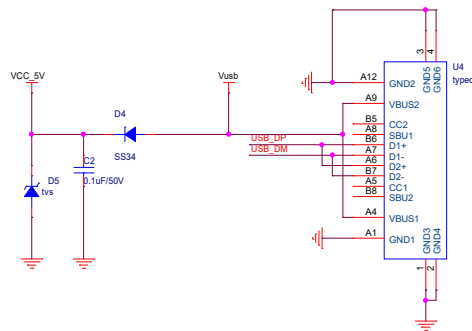 3
4
U4
typec
GND5
GND6
VCC_5V
Vusb
A12
GND2
A9
VBUS2
D4
B5
CC2
A8
SBU1
USB_DP
B6
D1+
USB_DM
A7
D1-
SS34
C2
A6
D2+
B7
D2-
D5
0.1uF/50V
A5
CC1
tvs
B8
SBU2
A4
VBUS1
A1
GND1
GND3
GND4
1
2